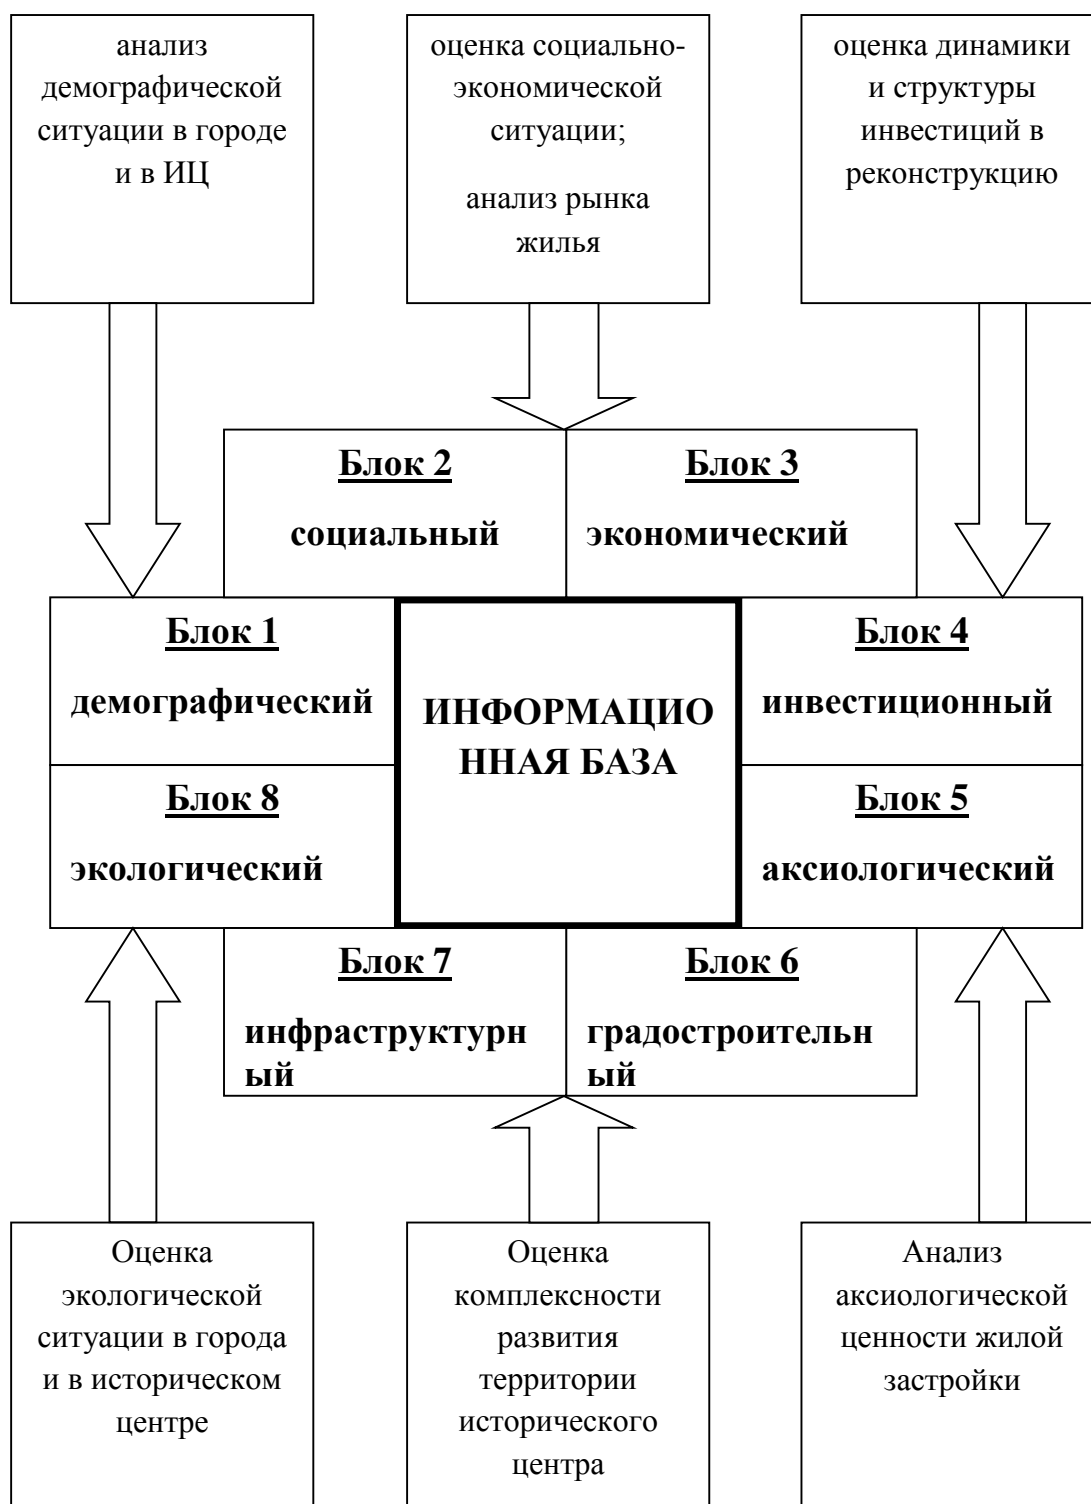 анализ
демографической
ситуации в городе
и в ИЦ
оценка социально-
экономической
ситуации;
анализ рынка
жилья
оценка динамики
и структуры
инвестиций в
реконструкцию
Блок 2
социальный
Блок 3
экономический
Блок 1
демографический
ИНФОРМАЦИО
ННАЯ БАЗА
Блок 4
инвестиционный
Блок 8
экологический
Блок 5
аксиологический
Блок 7
инфраструктурн
ый
Блок 6
градостроительн
ый
Оценка
экологической
ситуации в города
и в историческом
центре
Оценка
комплексности
развития
территории
исторического
центра
Анализ
аксиологической
ценности жилой
застройки